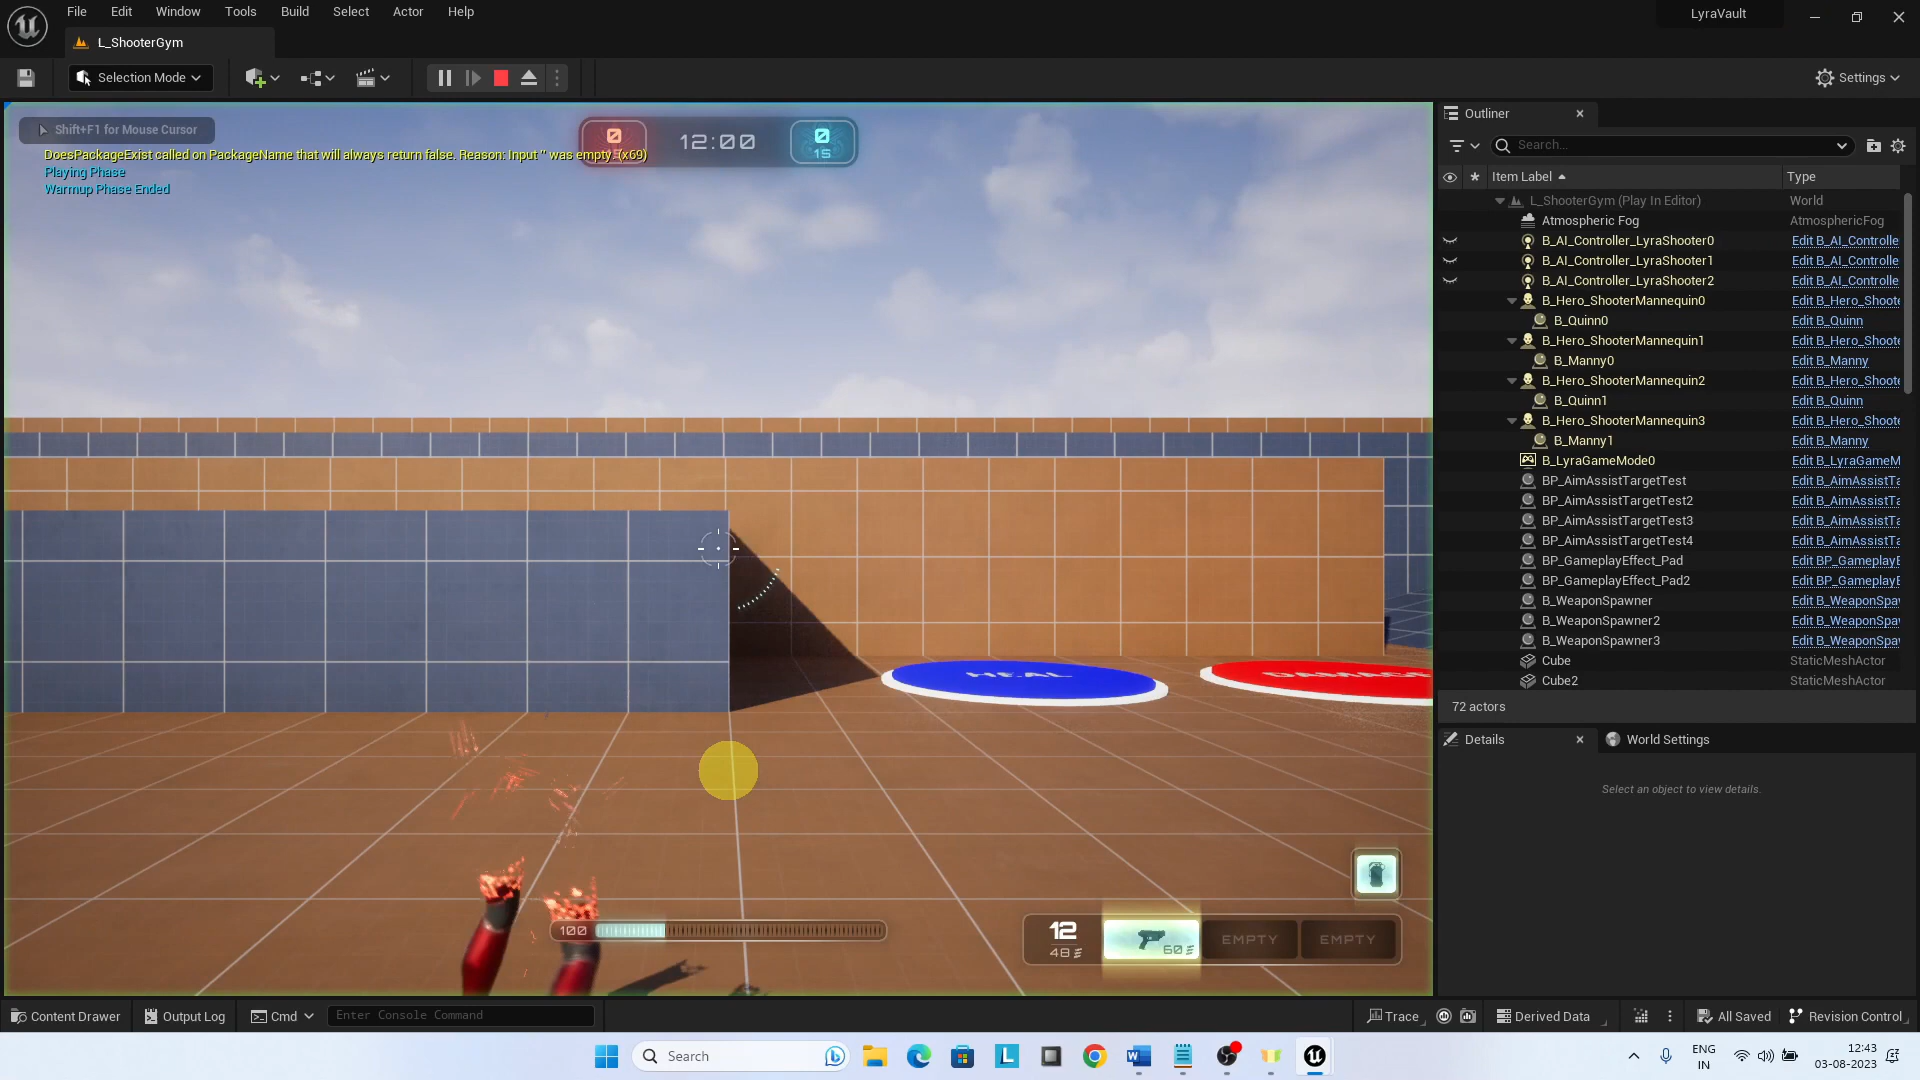 File Edit Window Tools Build Select Actor Help
LyraVault
L_ShooterGym
Selection Mode
Settings
Shift+F1 for Mouse Cursor
DoesPackageExist called on PackageName that will always return false. Reason: Input '' was empty. (x69)
Playing Phase
Warmup Phase Ended
0
12:00
0
15
Outliner
Search...
Item Label
Type
L_ShooterGym (Play In Editor) World
Atmospheric Fog AtmosphericFog
B_AI_Controller_LyraShooter0 Edit B_AI_Controlle
B_AI_Controller_LyraShooter1 Edit B_AI_Controlle
B_AI_Controller_LyraShooter2 Edit B_AI_Controlle
B_Hero_ShooterMannequin0 Edit B_Hero_Shoote
B_Quinn0 Edit B_Quinn
B_Hero_ShooterMannequin1 Edit B_Hero_Shoote
B_Manny0 Edit B_Manny
B_Hero_ShooterMannequin2 Edit B_Hero_Shoote
B_Quinn1 Edit B_Quinn
B_Hero_ShooterMannequin3 Edit B_Hero_Shoote
B_Manny1 Edit B_Manny
B_LyraGameMode0 Edit B_LyraGameM
BP_AimAssistTargetTest Edit B_AimAssistTa
BP_AimAssistTargetTest2 Edit B_AimAssistTa
BP_AimAssistTargetTest3 Edit B_AimAssistTa
BP_AimAssistTargetTest4 Edit B_AimAssistTa
BP_GameplayEffect_Pad Edit BP_GameplayE
BP_GameplayEffect_Pad2 Edit BP_GameplayE
B_WeaponSpawner Edit B_WeaponSpav
B_WeaponSpawner2 Edit B_WeaponSpav
B_WeaponSpawner3 Edit B_WeaponSpav
Cube StaticMeshActor
Cube2 StaticMeshActor
72 actors
Details
World Settings
Select an object to view details.
HEAL
DAMAGE
100
12
48
60
EMPTY
EMPTY
Content Drawer
Output Log
Cmd
Enter Console Command
Trace
Derived Data
All Saved
Revision Control
Search
ENG
IN
12:43
03-08-2023